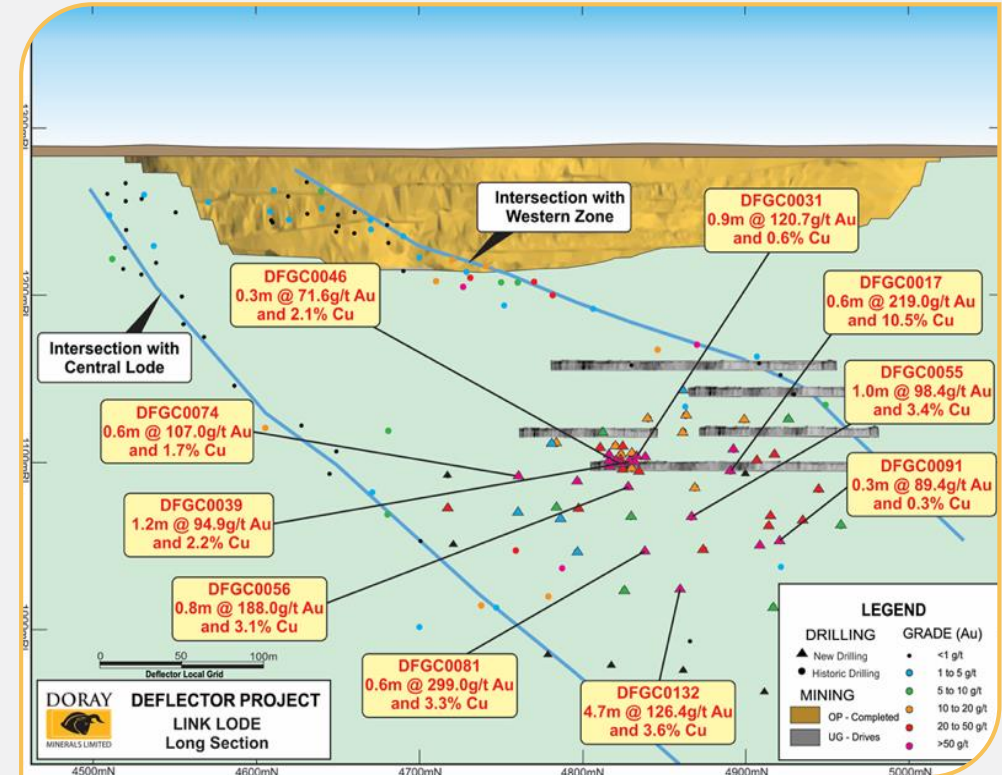 1200mRL
1100mRL
1000mRL
Intersection with
Western Zone
DFGC0031
0.9m @ 120.7g/t Au
and 0.6% Cu
DFGC0046
0.3m @ 71.6g/t Au
and 2.1% Cu
DFGC0017
0.6m @ 219.0g/t Au
and 10.5% Cu
Intersection with
Central Lode
DFGC0055
1.0m @ 98.4g/t Au
and 3.4% Cu
DFGC0074
0.6m @ 107.0g/t Au
and 1.7% Cu
DFGC0091
0.3m @ 89.4g/t Au
and 0.3% Cu
DFGC0039
1.2m @ 94.9g/t Au
and 2.2% Cu
DFGC0056
0.8m @ 188.0g/t Au
and 3.1% Cu
DFGC0081
0.6m @ 299.0g/t Au
and 3.3% Cu
DFGC0132
4.7m @ 126.4g/t Au
and 3.6% Cu
0 50 100m
Deflector Local Grid
DORAY
MINERALS LIMITED
DEFLECTOR PROJECT
LINK LODE
Long Section
LEGEND
DRILLING
New Drilling
Historic Drilling
MINING
OP - Completed
UG - Drives
GRADE (Au)
<1 g/t
1 to 5 g/t
5 to 10 g/t
10 to 20 g/t
20 to 50 g/t
>50 g/t
4500mN
4600mN
4700mN
4800mN
4900mN
5000mN